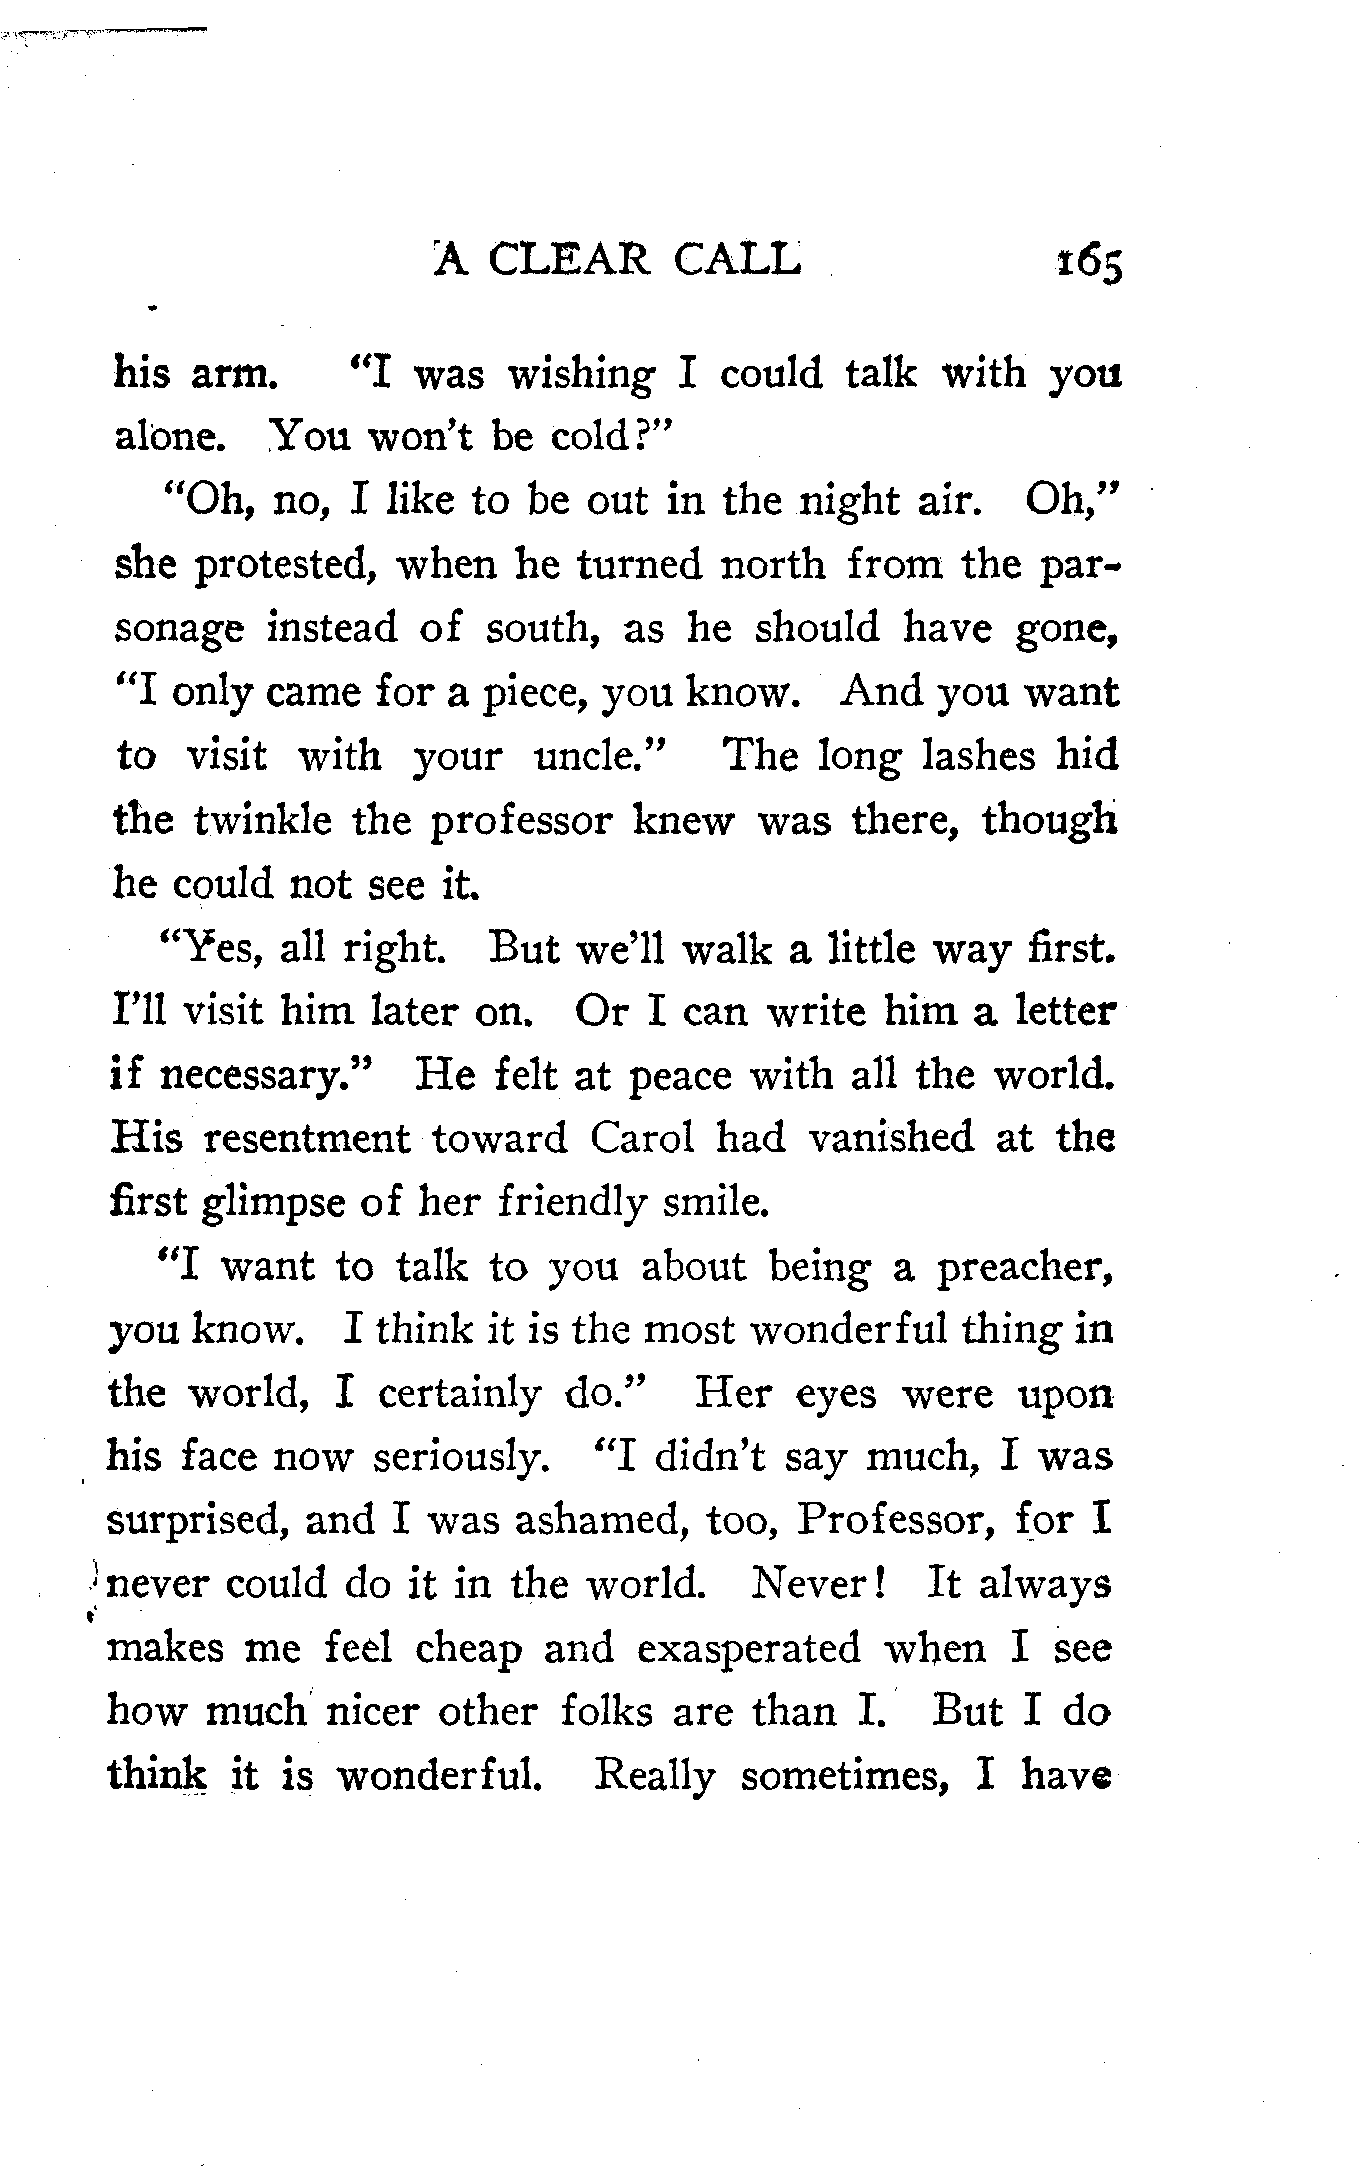 A CLEAR CALL 165
his arm. "I was wishing I could talk with you
alone. You won't be cold?"
"Oh, no, I like to be out in the night air. Oh,"
she protested, when he turned north from the par-
sonage instead of south, as he should have gone,
"I only came for a piece, you know. And you want
to visit with your uncle." The long lashes hid
the twinkle the professor knew was there, though
he could not see it.
"Yes, all right. But we'll walk a little way first.
I'll visit him later on. Or I can write him a letter
if necessary." He felt at peace with all the world.
His resentment toward Carol had vanished at the
first glimpse of her friendly smile.
"I want to talk to you about being a preacher,
you know. I think it is the most wonderful thing in
the world, I certainly do." Her eyes were upon
his face now seriously. "I didn't say much, I was
surprised, and I was ashamed, too, Professor, for I
never could do it in the world. Never! It always
makes me feel cheap and exasperated when I see
how much nicer other folks are than I. But I do
think it is wonderful. Really sometimes, I have